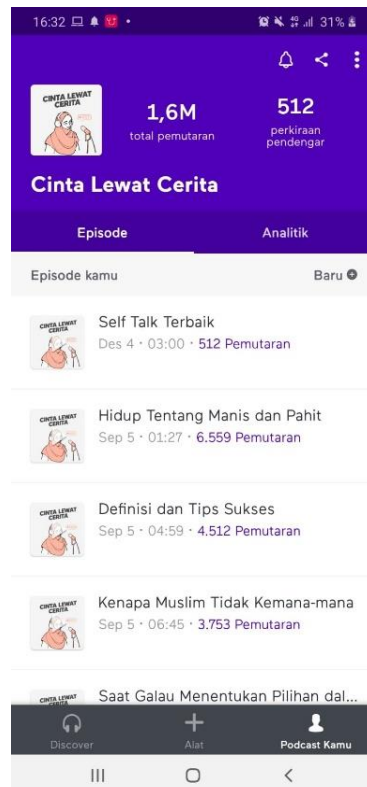 16:32
31%
CINTA LEWAT
CERITA
1,6M
total pemutaran
512
perkiraan
pendengar
Cinta Lewat Cerita
Episode
Analitik
Episode kamu
Baru
CINTA LEWAT
CERITA
Self Talk Terbaik
Des 4 · 03:00 · 512 Pemutaran
CINTA LEWAT
CERITA
Hidup Tentang Manis dan Pahit
Sep 5 · 01:27 · 6.559 Pemutaran
CINTA LEWAT
CERITA
Definisi dan Tips Sukses
Sep 5 · 04:59 · 4.512 Pemutaran
CINTA LEWAT
CERITA
Kenapa Muslim Tidak Kemana-mana
Sep 5 · 06:45 · 3.753 Pemutaran
CINTA LEWAT
CERITA
Saat Galau Menentukan Pilihan dal...
Discover
Alat
Podcast Kamu